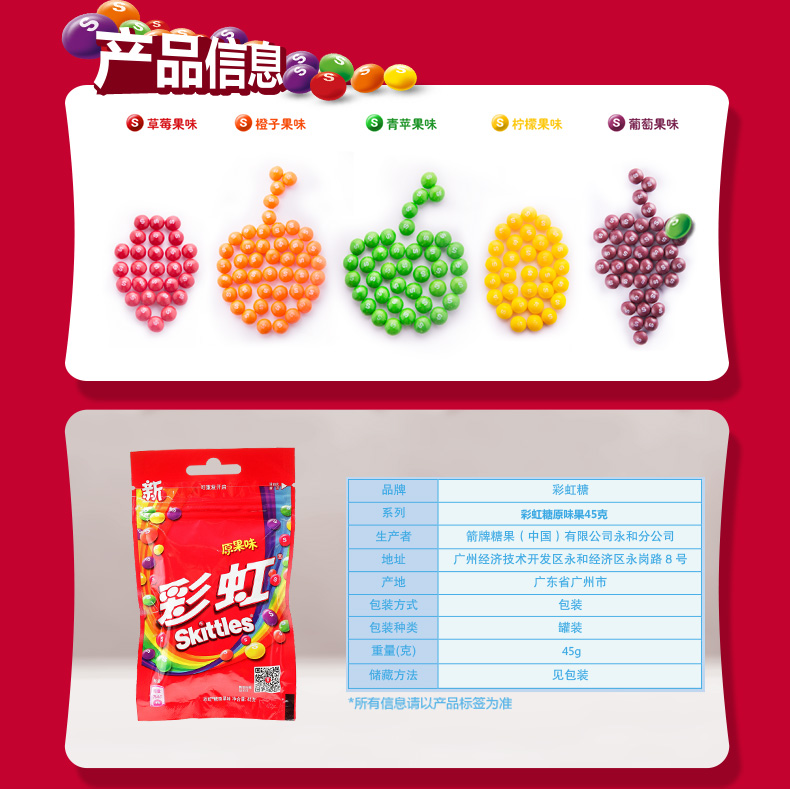 产品信息
草莓果味 橙子果味 青苹果味 柠檬果味 葡萄果味
新
原果味
彩虹
Skittles
品牌 彩虹糖
系列 彩虹糖原味果45克
生产者 箭牌糖果（中国）有限公司永和分公司
地址 广州经济技术开发区永和经济区永岗路8号
产地 广东省广州市
包装方式 包装
包装种类 罐装
重量(克) 45g
储藏方法 见包装
*所有信息请以产品标签为准